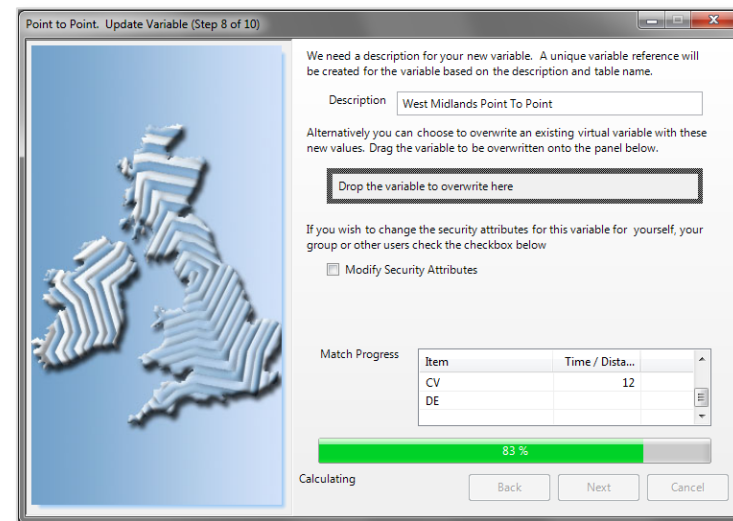 Point to Point. Update Variable (Step 8 of 10)
We need a description for your new variable. A unique variable reference will
be created for the variable based on the description and table name.
Description West Midlands Point To Point
Alternatively you can choose to overwrite an existing virtual variable with these
new values. Drag the variable to be overwritten onto the panel below.
Drop the variable to overwrite here
If you wish to change the security attributes for this variable for yourself, your
group or other users check the checkbox below
Modify Security Attributes
Match Progress
Item Time / Dista...
CV 12
DE
83 %
Calculating
Back Next Cancel